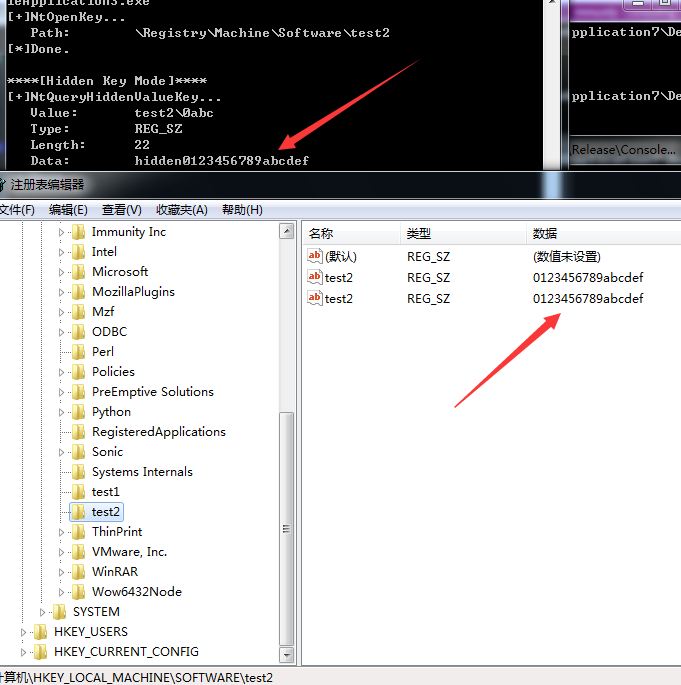 [+]NtOpenKey...
Path: \Registry\Machine\Software\test2
[*]Done.
****[Hidden Key Mode]****
[+]NtQueryHiddenValueKey...
Value: test2\0abc
Type: REG_SZ
Length: 22
Data: hidden0123456789abcdef
pplication7\De
pplication7\De
Release\Console...
注册表编辑器
文件(F) 编辑(E) 查看(V) 收藏夹(A) 帮助(H)
Immunity Inc
Intel
Microsoft
MozillaPlugins
Mzf
ODBC
Perl
Policies
PreEmptive Solutions
Python
RegisteredApplications
Sonic
Systems Internals
test1
test2
ThinPrint
VMware, Inc.
WinRAR
Wow6432Node
SYSTEM
HKEY_USERS
HKEY_CURRENT_CONFIG
名称 类型 数据
ab (默认) REG_SZ (数值未设置)
ab test2 REG_SZ 0123456789abcdef
ab test2 REG_SZ 0123456789abcdef
计算机\HKEY_LOCAL_MACHINE\SOFTWARE\test2